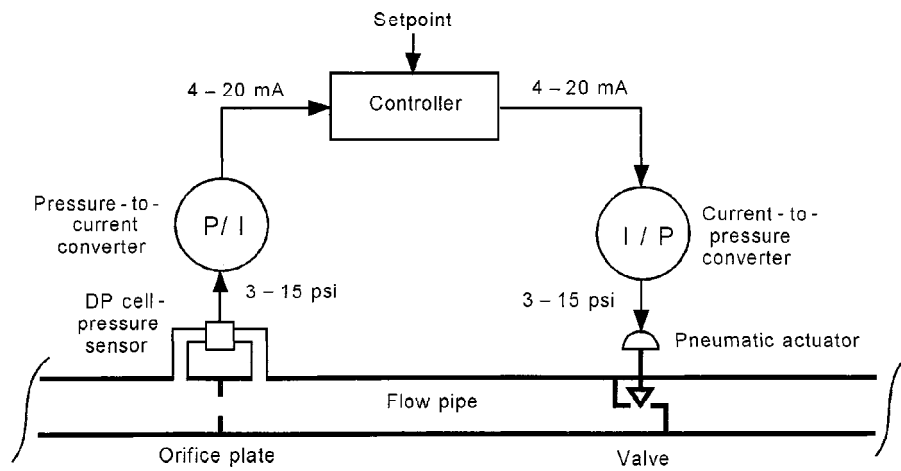 Setpoint
4 – 20 mA
Controller
4 – 20 mA
Pressure - to -
current
converter
P / I
I / P
Current - to -
pressure
converter
3 – 15 psi
3 – 15 psi
DP cell -
pressure
sensor
Pneumatic actuator
Flow pipe
Orifice plate
Valve